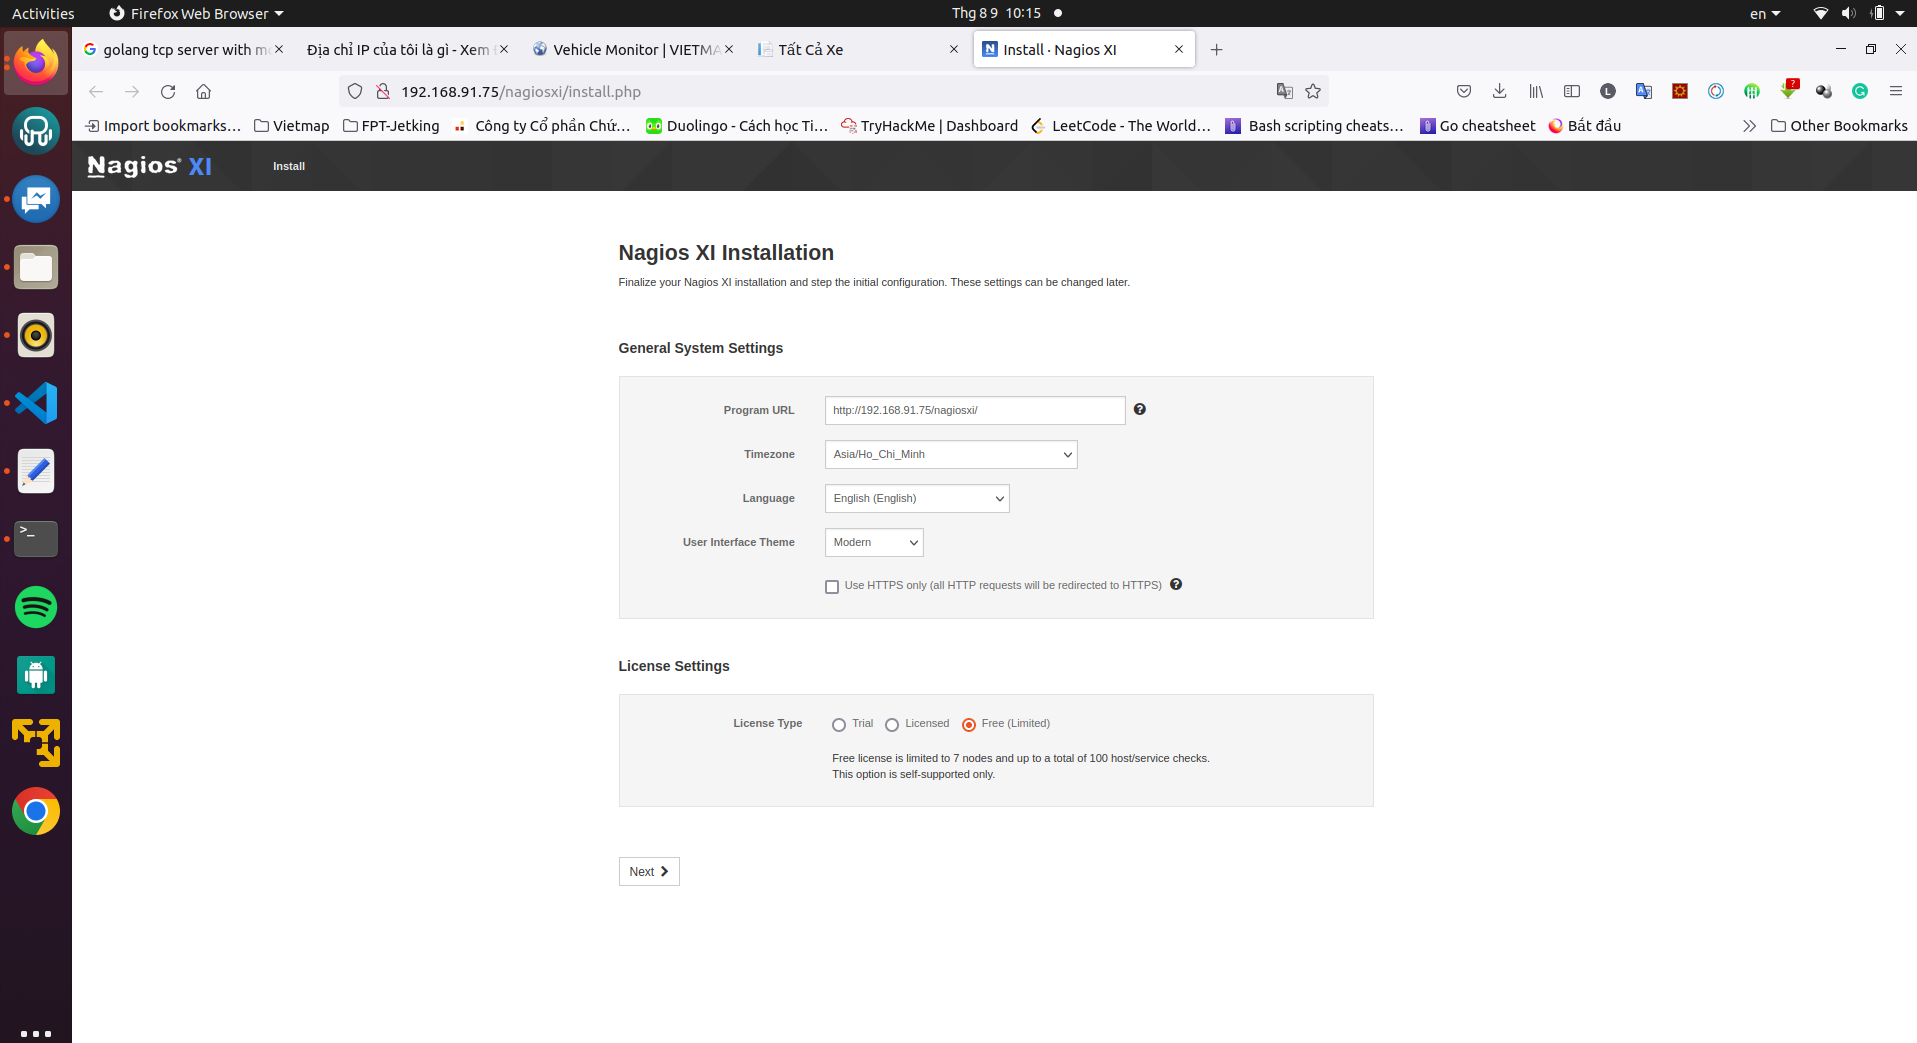 Activities Firefox Web Browser Thg 8 9 10:15 en
golang tcp server with mo Địa chỉ IP của tôi là gì - Xem Vehicle Monitor | VIETMA Tất Cả Xe Install · Nagios XI
192.168.91.75/nagiosxi/install.php
Import bookmarks... Vietmap FPT-Jetking Công ty Cổ phần Chứ... Duolingo - Cách học Ti... TryHackMe | Dashboard LeetCode - The World... Bash scripting cheats... Go cheatsheet Bắt đầu Other Bookmarks
Nagios® XI Install
Nagios XI Installation
Finalize your Nagios XI installation and step the initial configuration. These settings can be changed later.
General System Settings
Program URL http://192.168.91.75/nagiosxi/
Timezone Asia/Ho_Chi_Minh
Language English (English)
User Interface Theme Modern
Use HTTPS only (all HTTP requests will be redirected to HTTPS)
License Settings
License Type Trial Licensed Free (Limited)
Free license is limited to 7 nodes and up to a total of 100 host/service checks.
This option is self-supported only.
Next